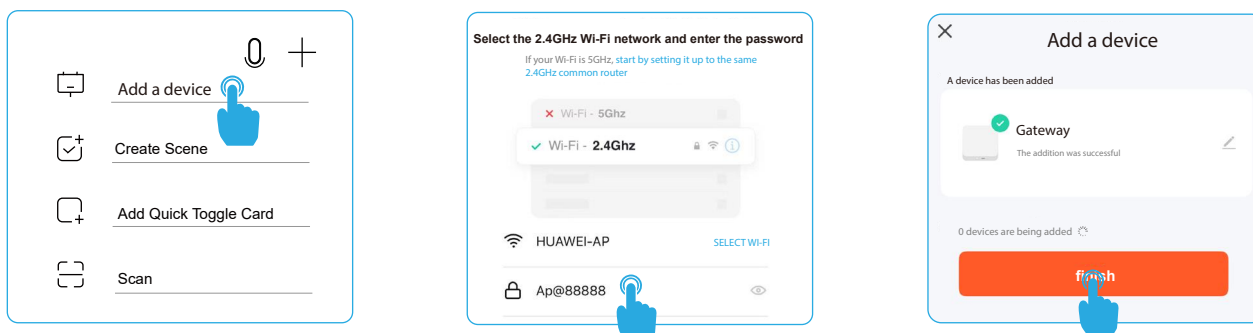 Add a device
Create Scene
Add Quick Toggle Card
Scan
Select the 2.4GHz Wi-Fi network and enter the password
If your Wi-Fi is 5GHz, start by setting it up to the same
2.4GHz common router
Wi-Fi - 5Ghz
Wi-Fi - 2.4Ghz
HUAWEI-AP SELECT WI-FI
Ap@88888
Add a device
A device has been added
Gateway
The addition was successful
0 devices are being added
finish